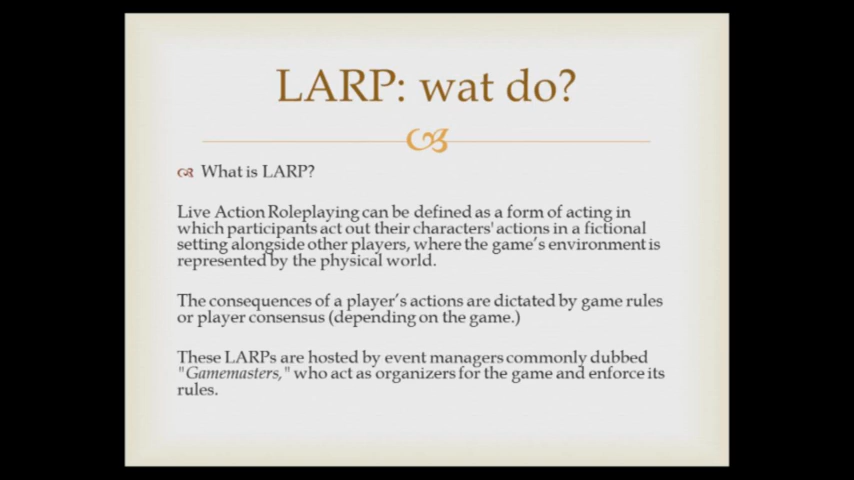 LARP: wat do?
What is LARP?
Live Action Roleplaying can be defined as a form of acting in
which participants act out their characters' actions in a fictional
setting alongside other players, where the game's environment is
represented by the physical world.
The consequences of a player's actions are dictated by game rules
or player consensus (depending on the game.)
These LARPs are hosted by event managers commonly dubbed
"Gamemasters," who act as organizers for the game and enforce its
rules.